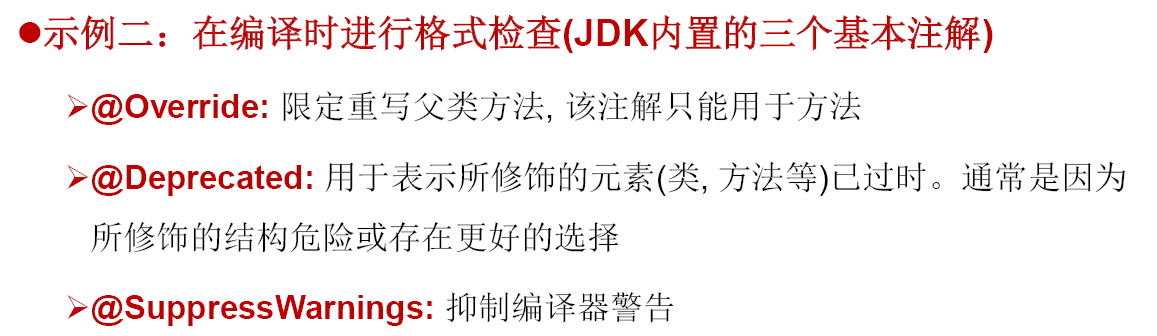 ●示例二：在编译时进行格式检查(JDK内置的三个基本注解)
➢@Override: 限定重写父类方法, 该注解只能用于方法
➢@Deprecated: 用于表示所修饰的元素(类, 方法等)已过时。通常是因为
所修饰的结构危险或存在更好的选择
➢@SuppressWarnings: 抑制编译器警告